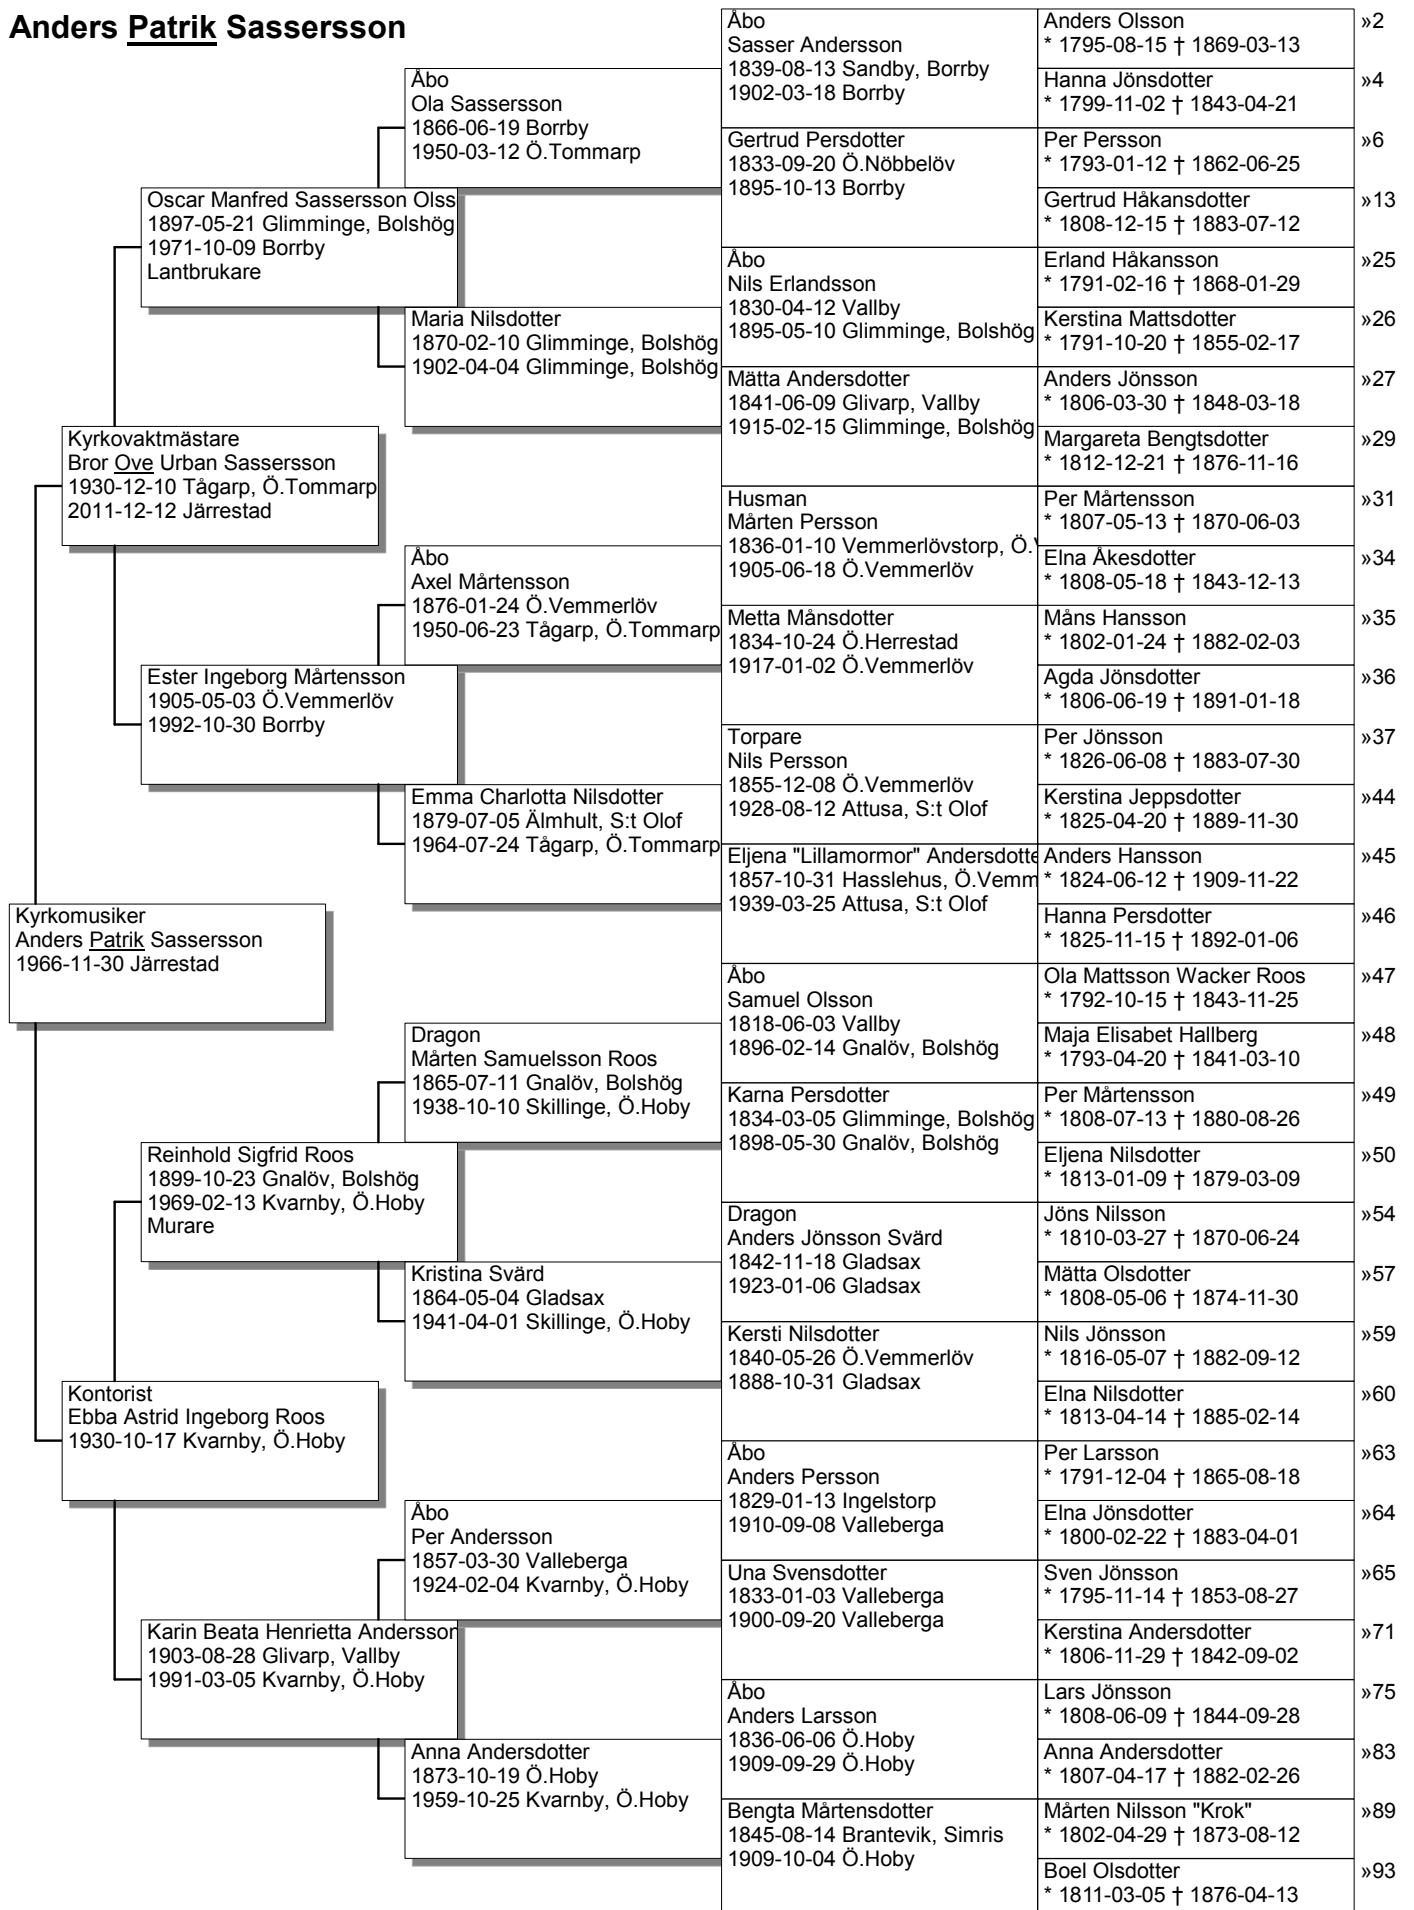 Anders Patrik Sassersson
Kyrkomusiker
Anders Patrik Sassersson
1966-11-30 Järrestad
Kyrkovaktmästare
Bror Ove Urban Sassersson
1930-12-10 Tågarp, Ö.Tommarp
2011-12-12 Järrestad
Kontorist
Ebba Astrid Ingeborg Roos
1930-10-17 Kvarnby, Ö.Hoby
Oscar Manfred Sassersson Olss
1897-05-21 Glimminge, Bolshög
1971-10-09 Borrby
Lantbrukare
Ester Ingeborg Mårtensson
1905-05-03 Ö.Vemmerlöv
1992-10-30 Borrby
Reinhold Sigfrid Roos
1899-10-23 Gnalöv, Bolshög
1969-02-13 Kvarnby, Ö.Hoby
Murare
Karin Beata Henrietta Andersson
1903-08-28 Glivarp, Vallby
1991-03-05 Kvarnby, Ö.Hoby
Åbo
Ola Sassersson
1866-06-19 Borrby
1950-03-12 Ö.Tommarp
Maria Nilsdotter
1870-02-10 Glimminge, Bolshög
1902-04-04 Glimminge, Bolshög
Åbo
Axel Mårtensson
1876-01-24 Ö.Vemmerlöv
1950-06-23 Tågarp, Ö.Tommarp
Emma Charlotta Nilsdotter
1879-07-05 Älmhult, S:t Olof
1964-07-24 Tågarp, Ö.Tommarp
Dragon
Mårten Samuelsson Roos
1865-07-11 Gnalöv, Bolshög
1938-10-10 Skillinge, Ö.Hoby
Kristina Svärd
1864-05-04 Gladsax
1941-04-01 Skillinge, Ö.Hoby
Åbo
Per Andersson
1857-03-30 Valleberga
1924-02-04 Kvarnby, Ö.Hoby
Anna Andersdotter
1873-10-19 Ö.Hoby
1959-10-25 Kvarnby, Ö.Hoby
Åbo
Sasser Andersson
1839-08-13 Sandby, Borrby
1902-03-18 Borrby
Gertrud Persdotter
1833-09-20 Ö.Nöbbelöv
1895-10-13 Borrby
Åbo
Nils Erlandsson
1830-04-12 Vallby
1895-05-10 Glimminge, Bolshög
Mätta Andersdotter
1841-06-09 Glivarp, Vallby
1915-02-15 Glimminge, Bolshög
Husman
Mårten Persson
1836-01-10 Vemmerlövstorp, Ö.V
1905-06-18 Ö.Vemmerlöv
Metta Månsdotter
1834-10-24 Ö.Herrestad
1917-01-02 Ö.Vemmerlöv
Torpare
Nils Persson
1855-12-08 Ö.Vemmerlöv
1928-08-12 Attusa, S:t Olof
Eljena "Lillamormor" Andersdotte
1857-10-31 Hasslehus, Ö.Vemm
1939-03-25 Attusa, S:t Olof
Åbo
Samuel Olsson
1818-06-03 Vallby
1896-02-14 Gnalöv, Bolshög
Karna Persdotter
1834-03-05 Glimminge, Bolshög
1898-05-30 Gnalöv, Bolshög
Dragon
Anders Jönsson Svärd
1842-11-18 Gladsax
1923-01-06 Gladsax
Kersti Nilsdotter
1840-05-26 Ö.Vemmerlöv
1888-10-31 Gladsax
Åbo
Anders Persson
1829-01-13 Ingelstorp
1910-09-08 Valleberga
Una Svensdotter
1833-01-03 Valleberga
1900-09-20 Valleberga
Åbo
Anders Larsson
1836-06-06 Ö.Hoby
1909-09-29 Ö.Hoby
Bengta Mårtensdotter
1845-08-14 Brantevik, Simris
1909-10-04 Ö.Hoby
Anders Olsson »2
* 1795-08-15 † 1869-03-13
Hanna Jönsdotter »4
* 1799-11-02 † 1843-04-21
Per Persson »6
* 1793-01-12 † 1862-06-25
Gertrud Håkansdotter »13
* 1808-12-15 † 1883-07-12
Erland Håkansson »25
* 1791-02-16 † 1868-01-29
Kerstina Mattsdotter »26
* 1791-10-20 † 1855-02-17
Anders Jönsson »27
* 1806-03-30 † 1848-03-18
Margareta Bengtsdotter »29
* 1812-12-21 † 1876-11-16
Per Mårtensson »31
* 1807-05-13 † 1870-06-03
Elna Åkesdotter »34
* 1808-05-18 † 1843-12-13
Måns Hansson »35
* 1802-01-24 † 1882-02-03
Agda Jönsdotter »36
* 1806-06-19 † 1891-01-18
Per Jönsson »37
* 1826-06-08 † 1883-07-30
Kerstina Jeppsdotter »44
* 1825-04-20 † 1889-11-30
Anders Hansson »45
* 1824-06-12 † 1909-11-22
Hanna Persdotter »46
* 1825-11-15 † 1892-01-06
Ola Mattsson Wacker Roos »47
* 1792-10-15 † 1843-11-25
Maja Elisabet Hallberg »48
* 1793-04-20 † 1841-03-10
Per Mårtensson »49
* 1808-07-13 † 1880-08-26
Eljena Nilsdotter »50
* 1813-01-09 † 1879-03-09
Jöns Nilsson »54
* 1810-03-27 † 1870-06-24
Mätta Olsdotter »57
* 1808-05-06 † 1874-11-30
Nils Jönsson »59
* 1816-05-07 † 1882-09-12
Elna Nilsdotter »60
* 1813-04-14 † 1885-02-14
Per Larsson »63
* 1791-12-04 † 1865-08-18
Elna Jönsdotter »64
* 1800-02-22 † 1883-04-01
Sven Jönsson »65
* 1795-11-14 † 1853-08-27
Kerstina Andersdotter »71
* 1806-11-29 † 1842-09-02
Lars Jönsson »75
* 1808-06-09 † 1844-09-28
Anna Andersdotter »83
* 1807-04-17 † 1882-02-26
Mårten Nilsson "Krok" »89
* 1802-04-29 † 1873-08-12
Boel Olsdotter »93
* 1811-03-05 † 1876-04-13